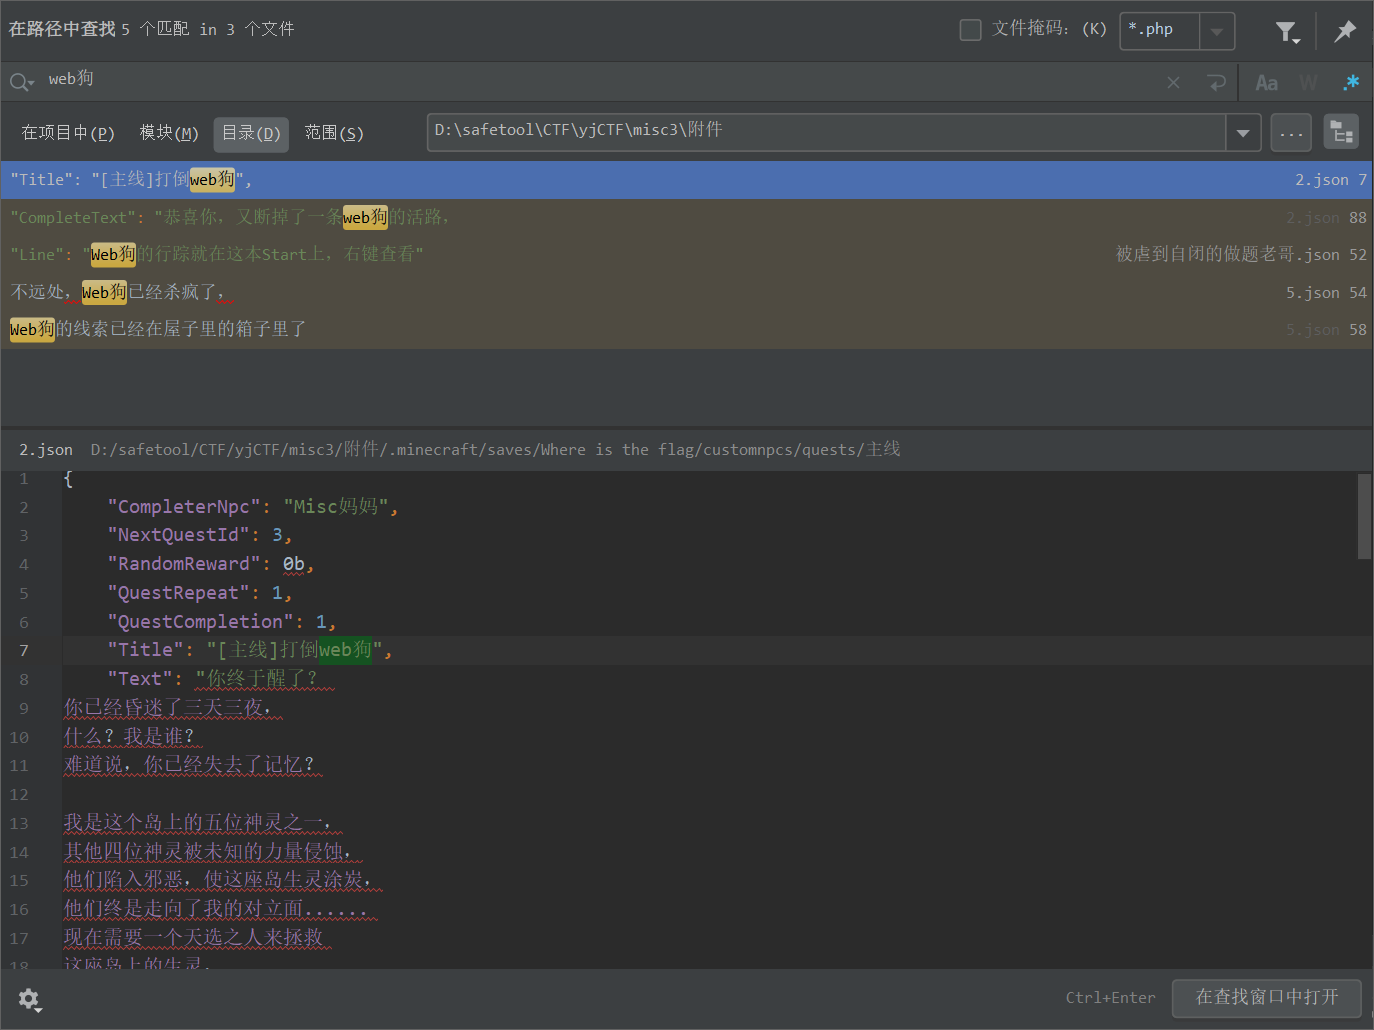 在路径中查找 5 个匹配 in 3 个文件
文件掩码：(K) *.php
web狗
Aa W .*
在项目中(P) 模块(M) 目录(D) 范围(S) D:\safetool\CTF\yjCTF\misc3\附件 ...
"Title": "[主线]打倒web狗", 2.json 7
"CompleteText": "恭喜你，又断掉了一条web狗的活路， 2.json 88
"Line": "Web狗的行踪就在这本Start上，右键查看" 被虐到自闭的做题老哥.json 52
不远处，Web狗已经杀疯了， 5.json 54
Web狗的线索已经在屋子里的箱子里了 5.json 58
2.json D:/safetool/CTF/yjCTF/misc3/附件/.minecraft/saves/Where is the flag/customnpcs/quests/主线
1 {
2 "CompleterNpc": "Misc妈妈",
3 "NextQuestId": 3,
4 "RandomReward": 0b,
5 "QuestRepeat": 1,
6 "QuestCompletion": 1,
7 "Title": "[主线]打倒web狗",
8 "Text": "你终于醒了？
9 你已经昏迷了三天三夜，
10 什么？我是谁？
11 难道说，你已经失去了记忆？
12
13 我是这个岛上的五位神灵之一，
14 其他四位神灵被未知的力量侵蚀，
15 他们陷入邪恶，使这座岛生灵涂炭，
16 他们终是走向了我的对立面......
17 现在需要一个天选之人来拯救
18 这座岛上的生灵，
Ctrl+Enter 在查找窗口中打开